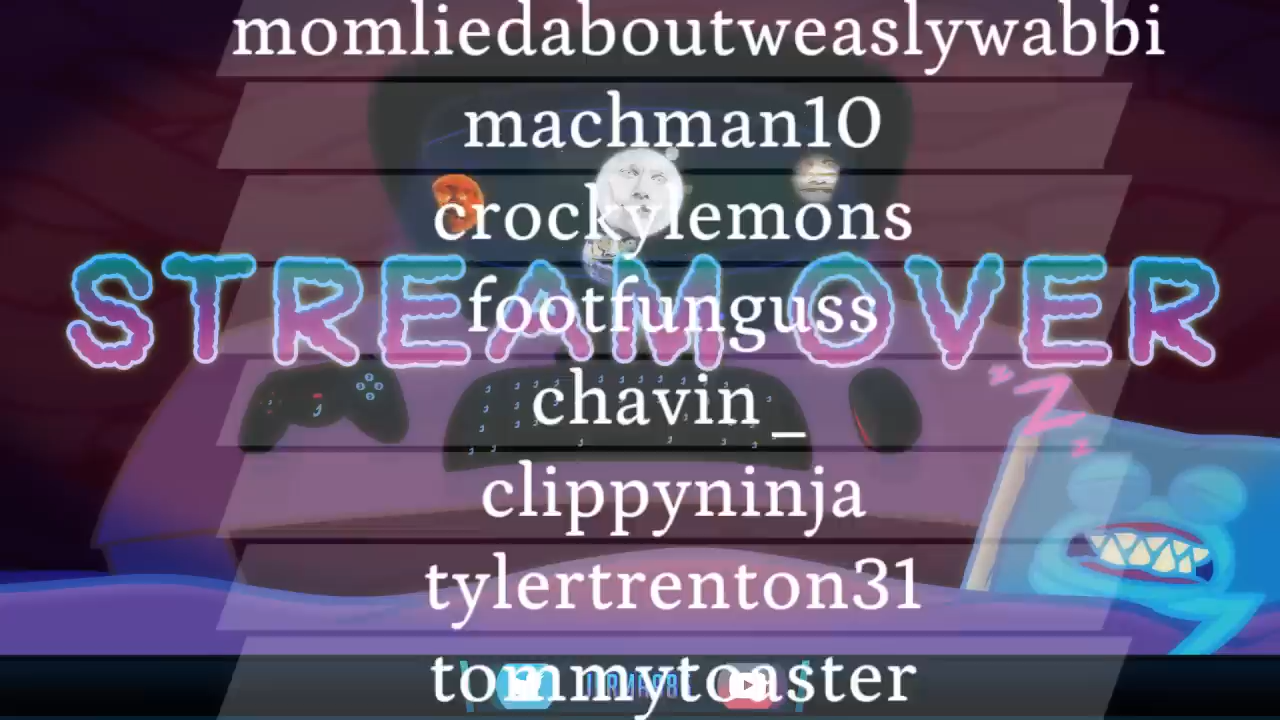 momliedaboutweaslywabbi
machman10
crockylemons
STREAM OVER
footfunguss
chavin_
clippyninja
tylertrenton31
tommytoaster